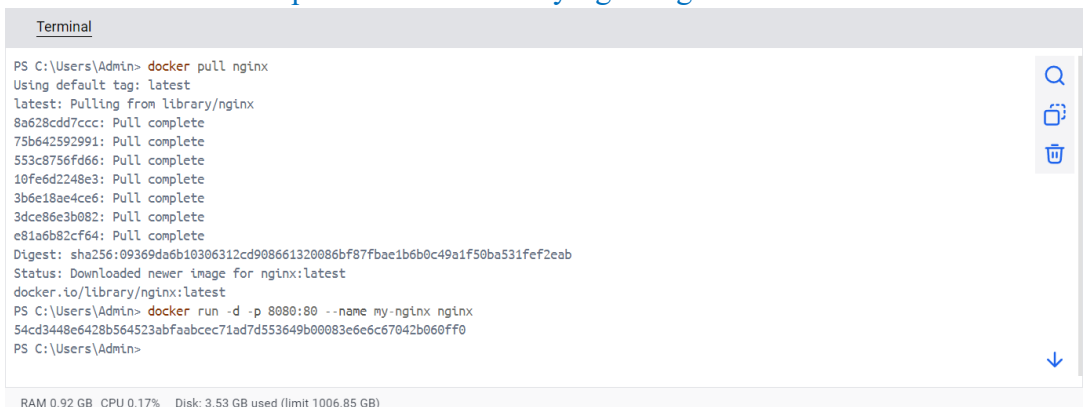 Terminal
PS C:\Users\Admin> docker pull nginx
Using default tag: latest
latest: Pulling from library/nginx
8a628cdd7ccc: Pull complete
75b642592991: Pull complete
553c8756fd66: Pull complete
10fe6d2248e3: Pull complete
3b6e18ae4ce6: Pull complete
3dce86e3b082: Pull complete
e81a6b82cf64: Pull complete
Digest: sha256:09369da6b10306312cd908661320086bf87fbae1b6b0c49a1f50ba531fef2eab
Status: Downloaded newer image for nginx:latest
docker.io/library/nginx:latest
PS C:\Users\Admin> docker run -d -p 8080:80 --name my-nginx nginx
54cd3448e6428b564523abfaabcec71ad7d553649b00083e6e6c67042b060ff0
PS C:\Users\Admin>
RAM 0.92 GB CPU 0.17% Disk: 3.53 GB used (limit 1006.85 GB)